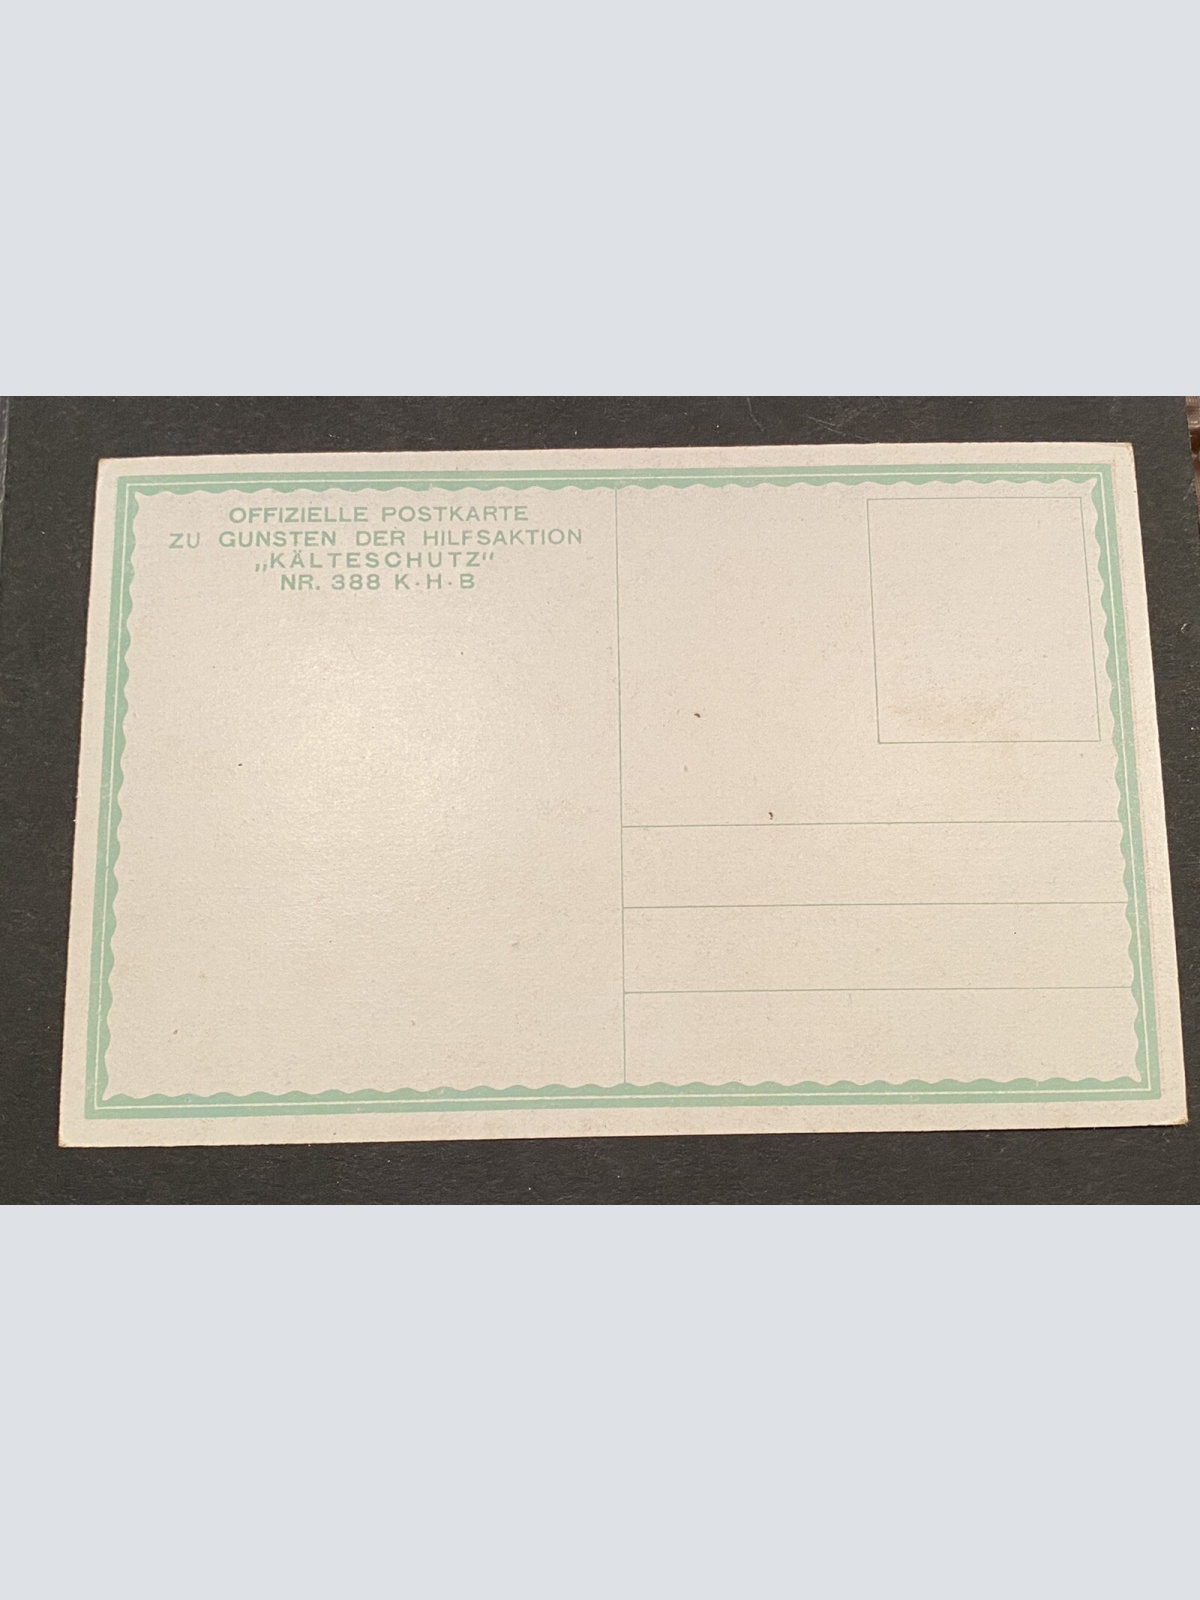 OFFIZIELLE POSTKARTE
ZU GUNSTEN DER HILFSAKTION
„KÄLTESCHUTZ“
NR. 388 K·H·B